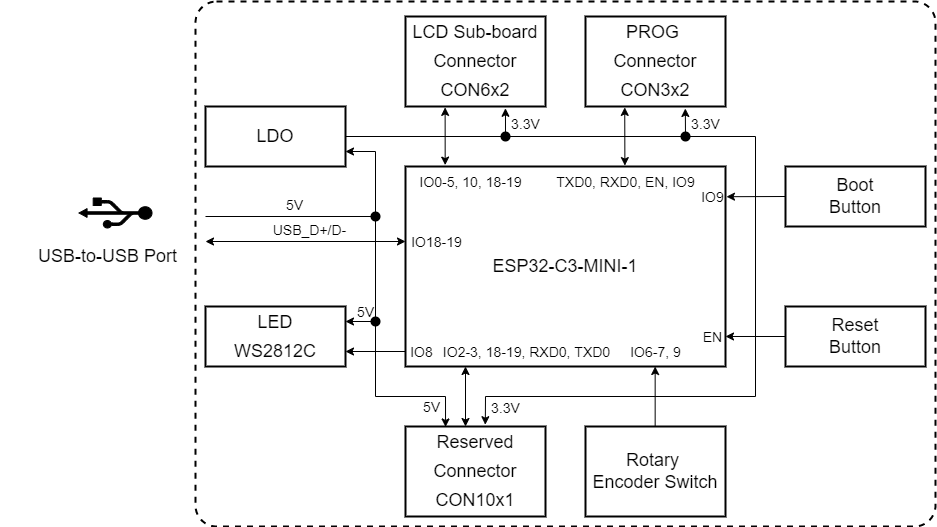 LCD Sub-board
Connector
CON6x2
PROG
Connector
CON3x2
LDO
3.3V
3.3V
IO0-5, 10, 18-19
TXD0, RXD0, EN, IO9
IO9
Boot
Button
5V
USB_D+/D-
IO18-19
USB-to-USB Port
ESP32-C3-MINI-1
LED
WS2812C
5V
IO8
IO2-3, 18-19, RXD0, TXD0
IO6-7, 9
EN
Reset
Button
5V
3.3V
Reserved
Connector
CON10x1
Rotary
Encoder Switch